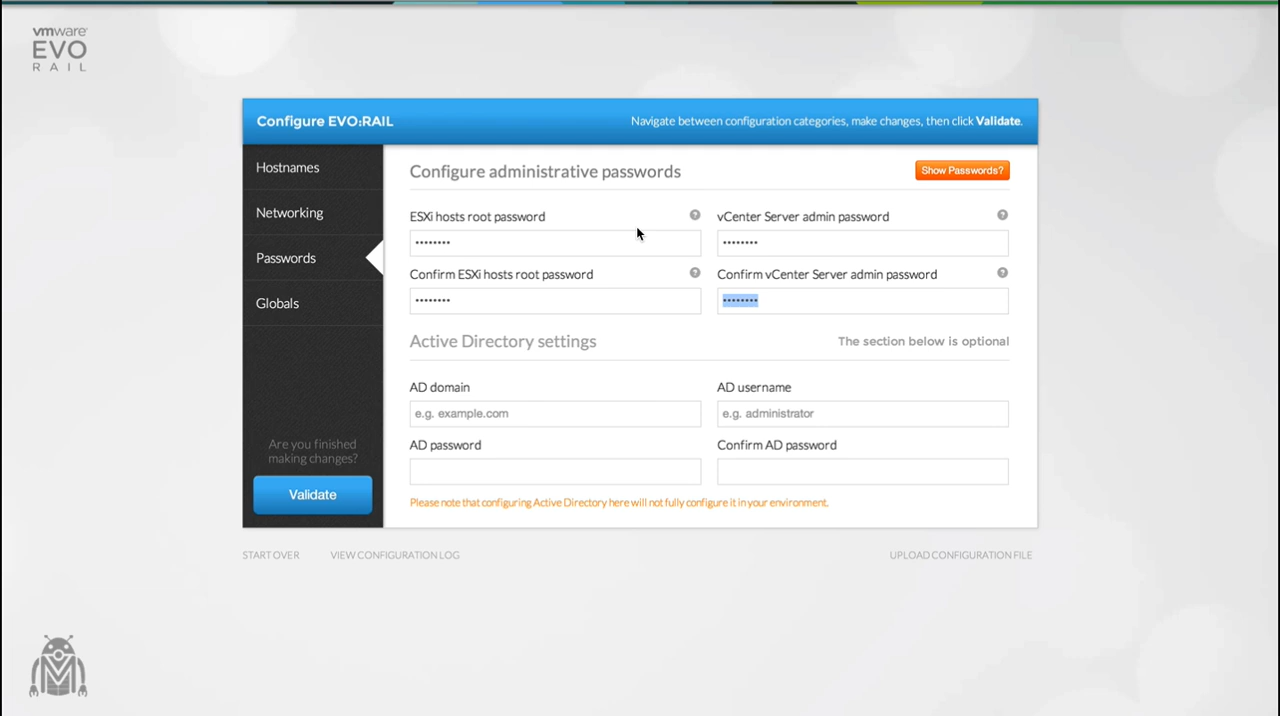 vmware
EVO
RAIL
Configure EVO:RAIL
Navigate between configuration categories, make changes, then click Validate.
Hostnames
Networking
Passwords
Globals
Are you finished
making changes?
Validate
Configure administrative passwords
Show Passwords?
ESXi hosts root password
?
vCenter Server admin password
?
••••••••
••••••••
Confirm ESXi hosts root password
?
Confirm vCenter Server admin password
?
••••••••
••••••••
Active Directory settings
The section below is optional
AD domain
AD username
e.g. example.com
e.g. administrator
AD password
Confirm AD password
Please note that configuring Active Directory here will not fully configure it in your environment.
START OVER
VIEW CONFIGURATION LOG
UPLOAD CONFIGURATION FILE